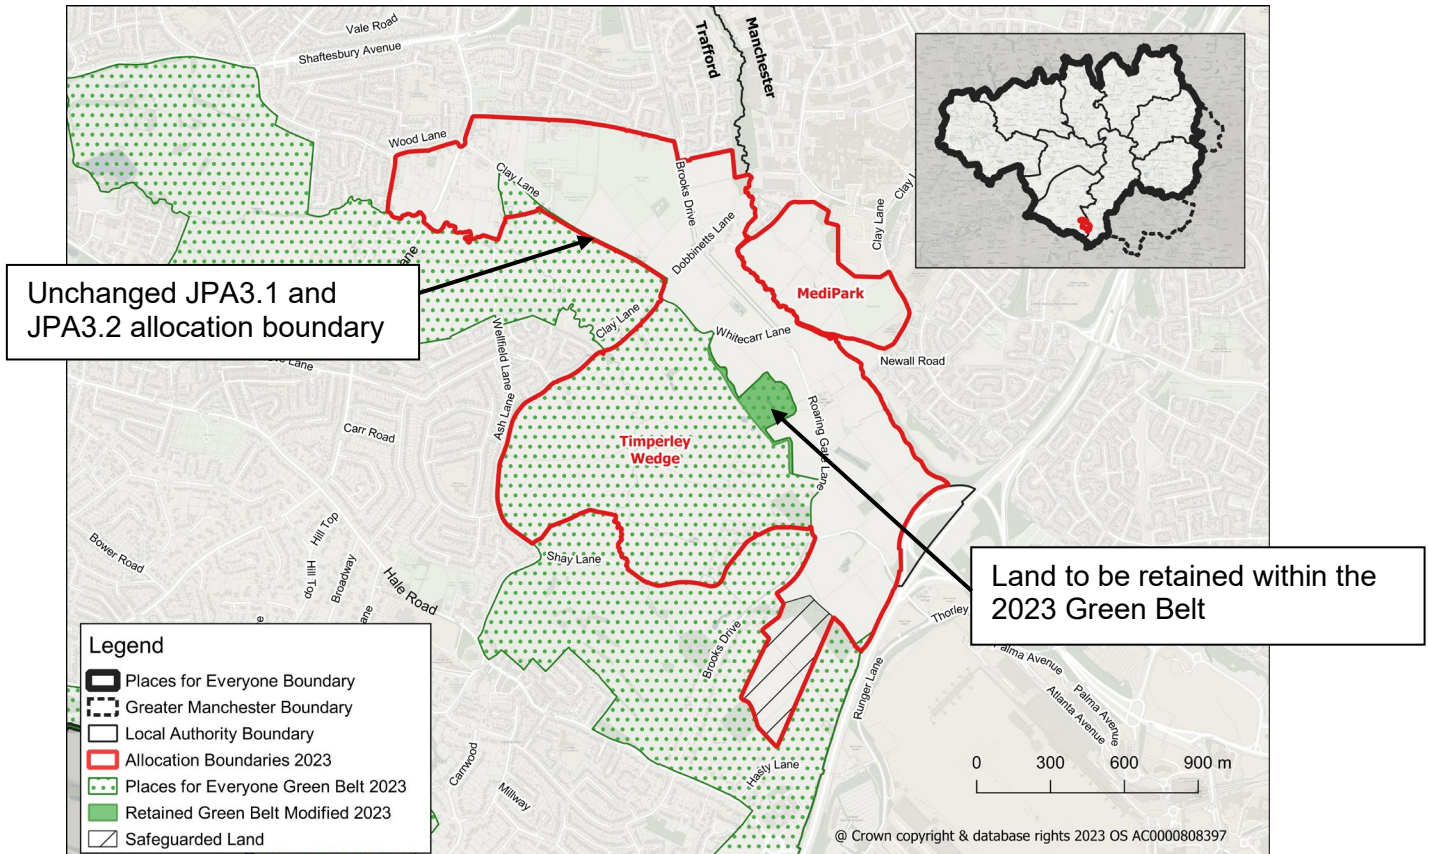 Vale Road
Shaftesbury Avenue
Trafford
Manchester
Wood Lane
Clay Lane
Brooks Drive
Dobbinetts Lane
Clay Lane
Clay L
MediPark
Unchanged JPA3.1 and
JPA3.2 allocation boundary
Clay Lane
Whitecarr Lane
Newall Road
Wellfield Lane
Ash Lane
Roaring Gate Lane
Carr Road
Timperley
Wedge
Bower Road
Hill Top
Hill To
Broadway
Hale Road
Shay Lane
Land to be retained within the
2023 Green Belt
Thorley
Brooks Drive
Runger Lane
Palma Avenue
Palma Avenue
Atlanta Avenue
Hasty Lane
Carrwood
Millway
Legend
Places for Everyone Boundary
Greater Manchester Boundary
Local Authority Boundary
Allocation Boundaries 2023
Places for Everyone Green Belt 2023
Retained Green Belt Modified 2023
Safeguarded Land
0 300 600 900 m
@ Crown copyright & database rights 2023 OS AC0000808397